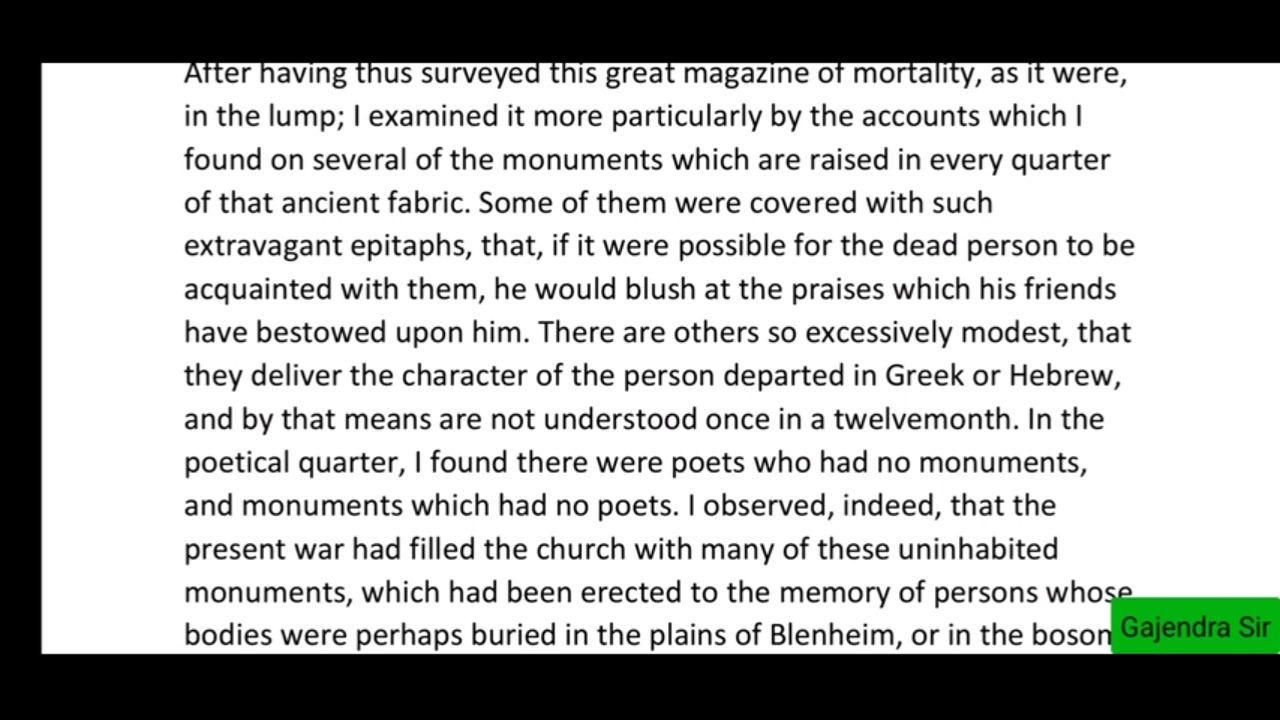 After having thus surveyed this great magazine of mortality, as it were,
in the lump; I examined it more particularly by the accounts which I
found on several of the monuments which are raised in every quarter
of that ancient fabric. Some of them were covered with such
extravagant epitaphs, that, if it were possible for the dead person to be
acquainted with them, he would blush at the praises which his friends
have bestowed upon him. There are others so excessively modest, that
they deliver the character of the person departed in Greek or Hebrew,
and by that means are not understood once in a twelvemonth. In the
poetical quarter, I found there were poets who had no monuments,
and monuments which had no poets. I observed, indeed, that the
present war had filled the church with many of these uninhabited
monuments, which had been erected to the memory of persons whose
bodies were perhaps buried in the plains of Blenheim, or in the bosom
Gajendra Sir